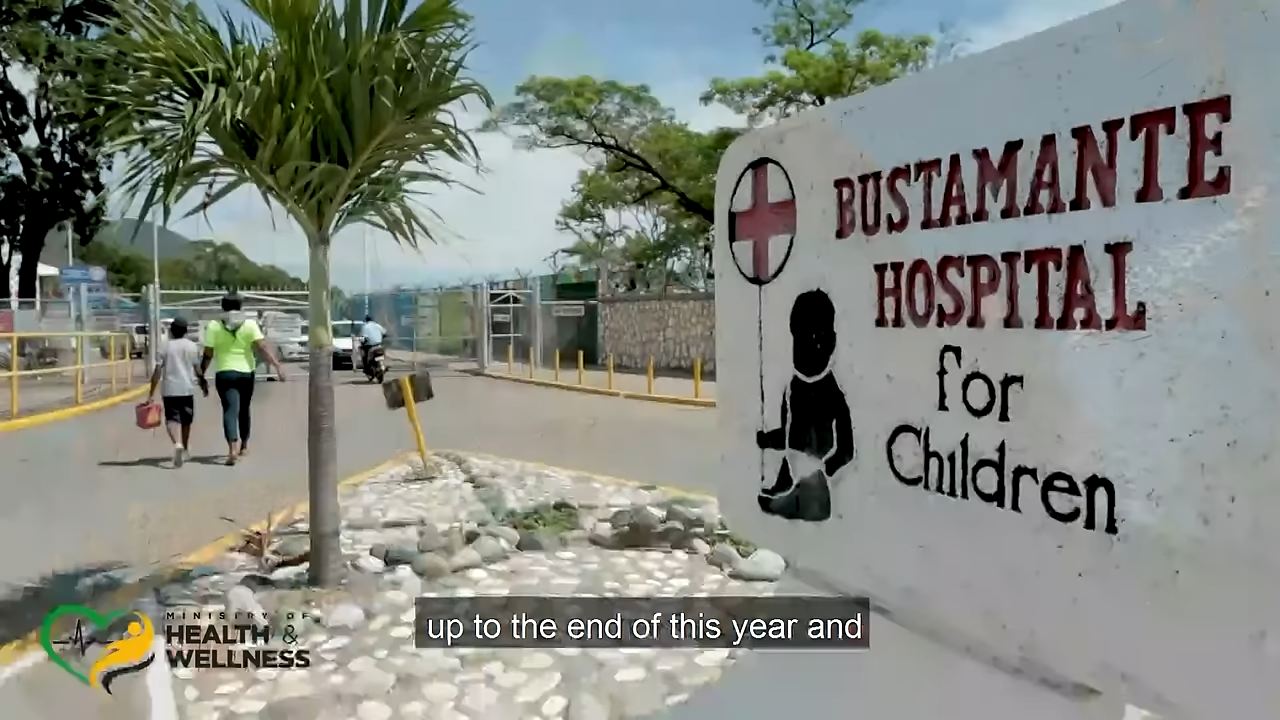 BUSTAMANTE
HOSPITAL
for
Children
MINISTRY OF
HEALTH &
WELLNESS
up to the end of this year and